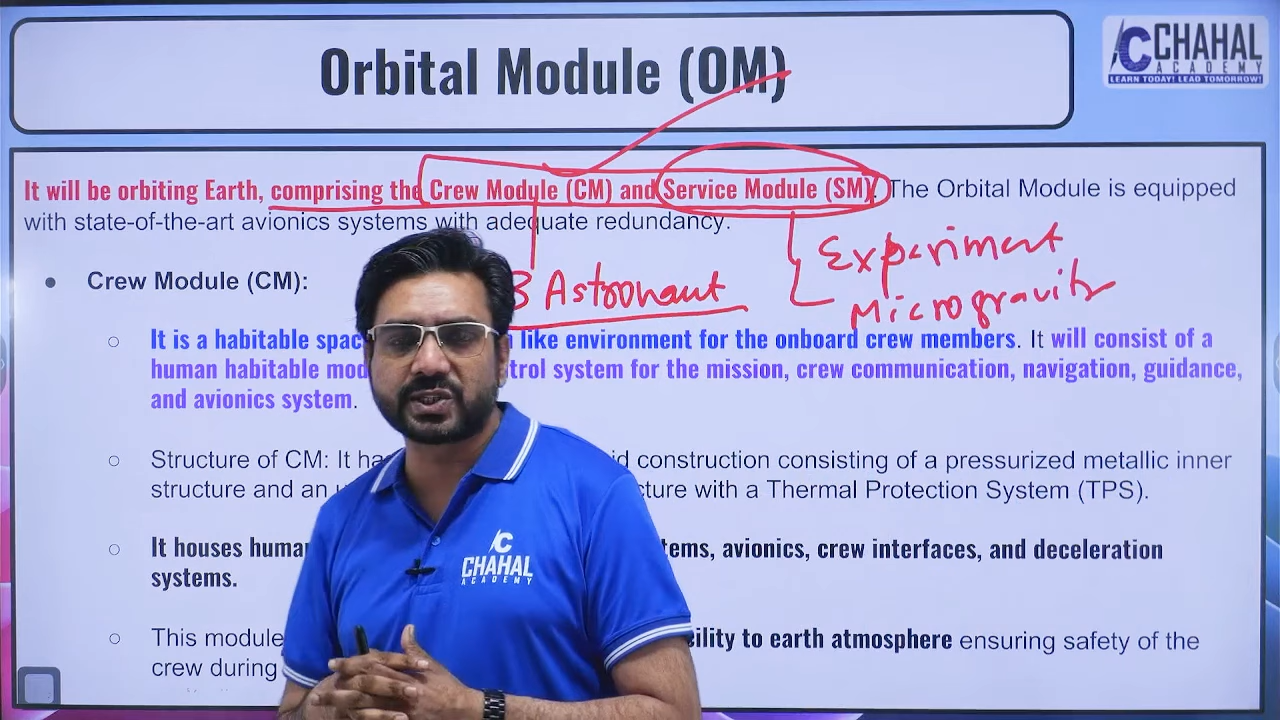 Orbital Module (OM)
CHAHAL
ACADEMY
LEARN TODAY! LEAD TOMORROW!
It will be orbiting Earth, comprising the Crew Module (CM) and Service Module (SM). The Orbital Module is equipped
with state-of-the-art avionics systems with adequate redundancy.
Experiment
Microgravity
● Crew Module (CM):
3 Astronaut
○ It is a habitable spac like environment for the onboard crew members. It will consist of a
human habitable mod trol system for the mission, crew communication, navigation, guidance,
and avionics system.
○ Structure of CM: It ha id construction consisting of a pressurized metallic inner
structure and an cture with a Thermal Protection System (TPS).
○ It houses human tems, avionics, crew interfaces, and deceleration
systems.
○ This module ility to earth atmosphere ensuring safety of the
crew during
CHAHAL
ACADEMY